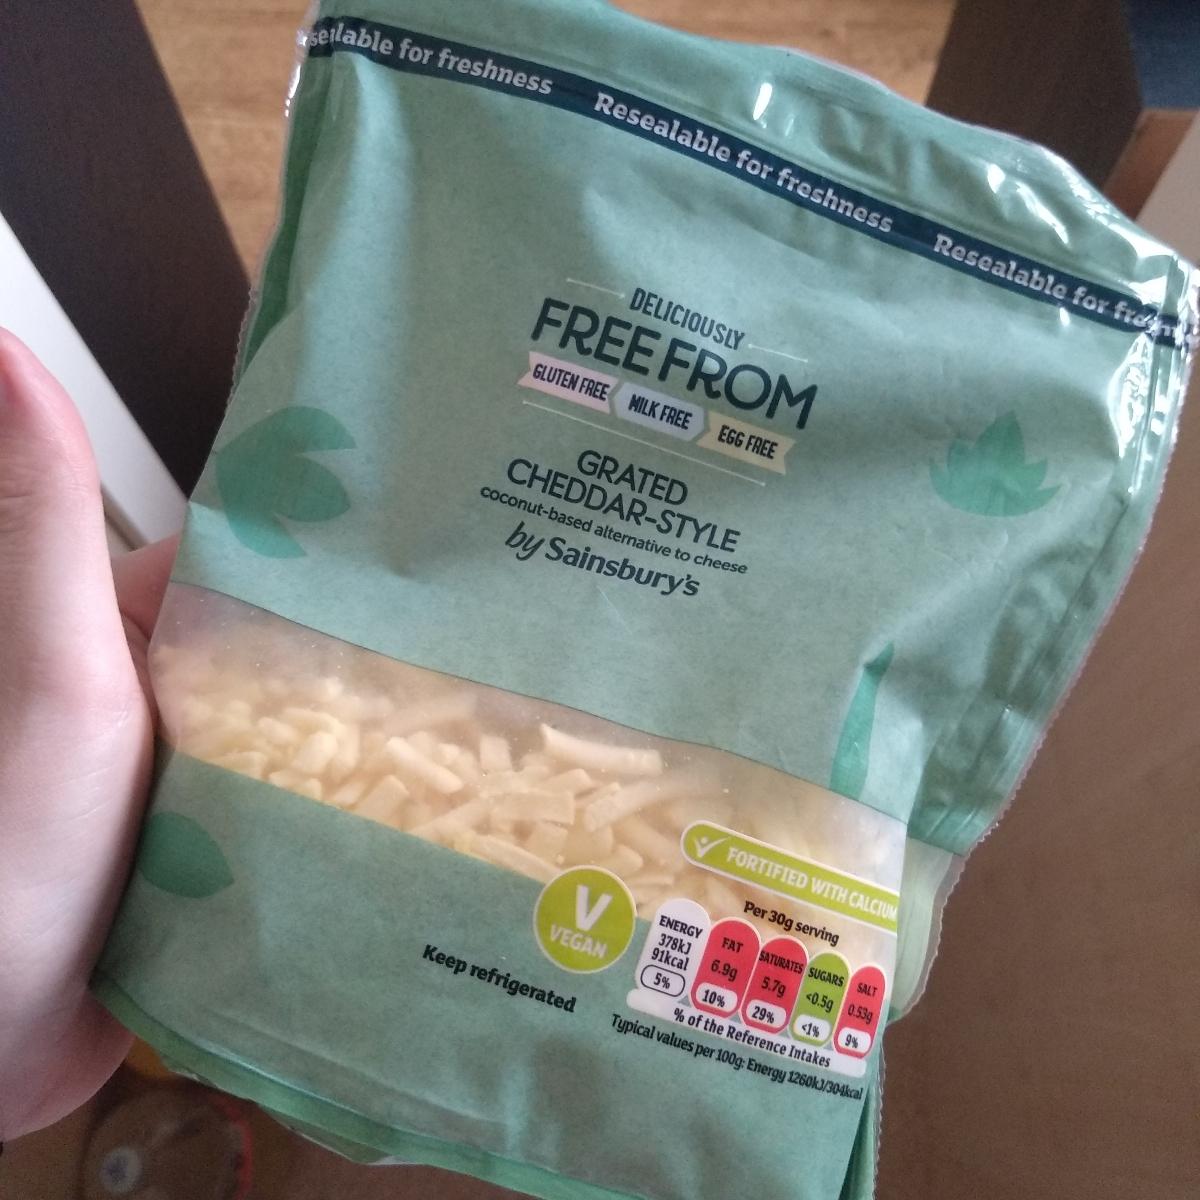 sealable for freshness Resealable for freshness Resealable for freshn
DELICIOUSLY
FREE FROM
GLUTEN FREE MILK FREE EGG FREE
GRATED
CHEDDAR-STYLE
coconut-based alternative to cheese
by Sainsbury's
FORTIFIED WITH CALCIUM
V
VEGAN
Keep refrigerated
Per 30g serving
ENERGY
378kJ
91kcal
5%
FAT
6.9g
10%
SATURATES
5.7g
29%
SUGARS
<0.5g
<1%
SALT
0.53g
9%
% of the Reference Intakes
Typical values per 100g: Energy 1260kJ/304kcal